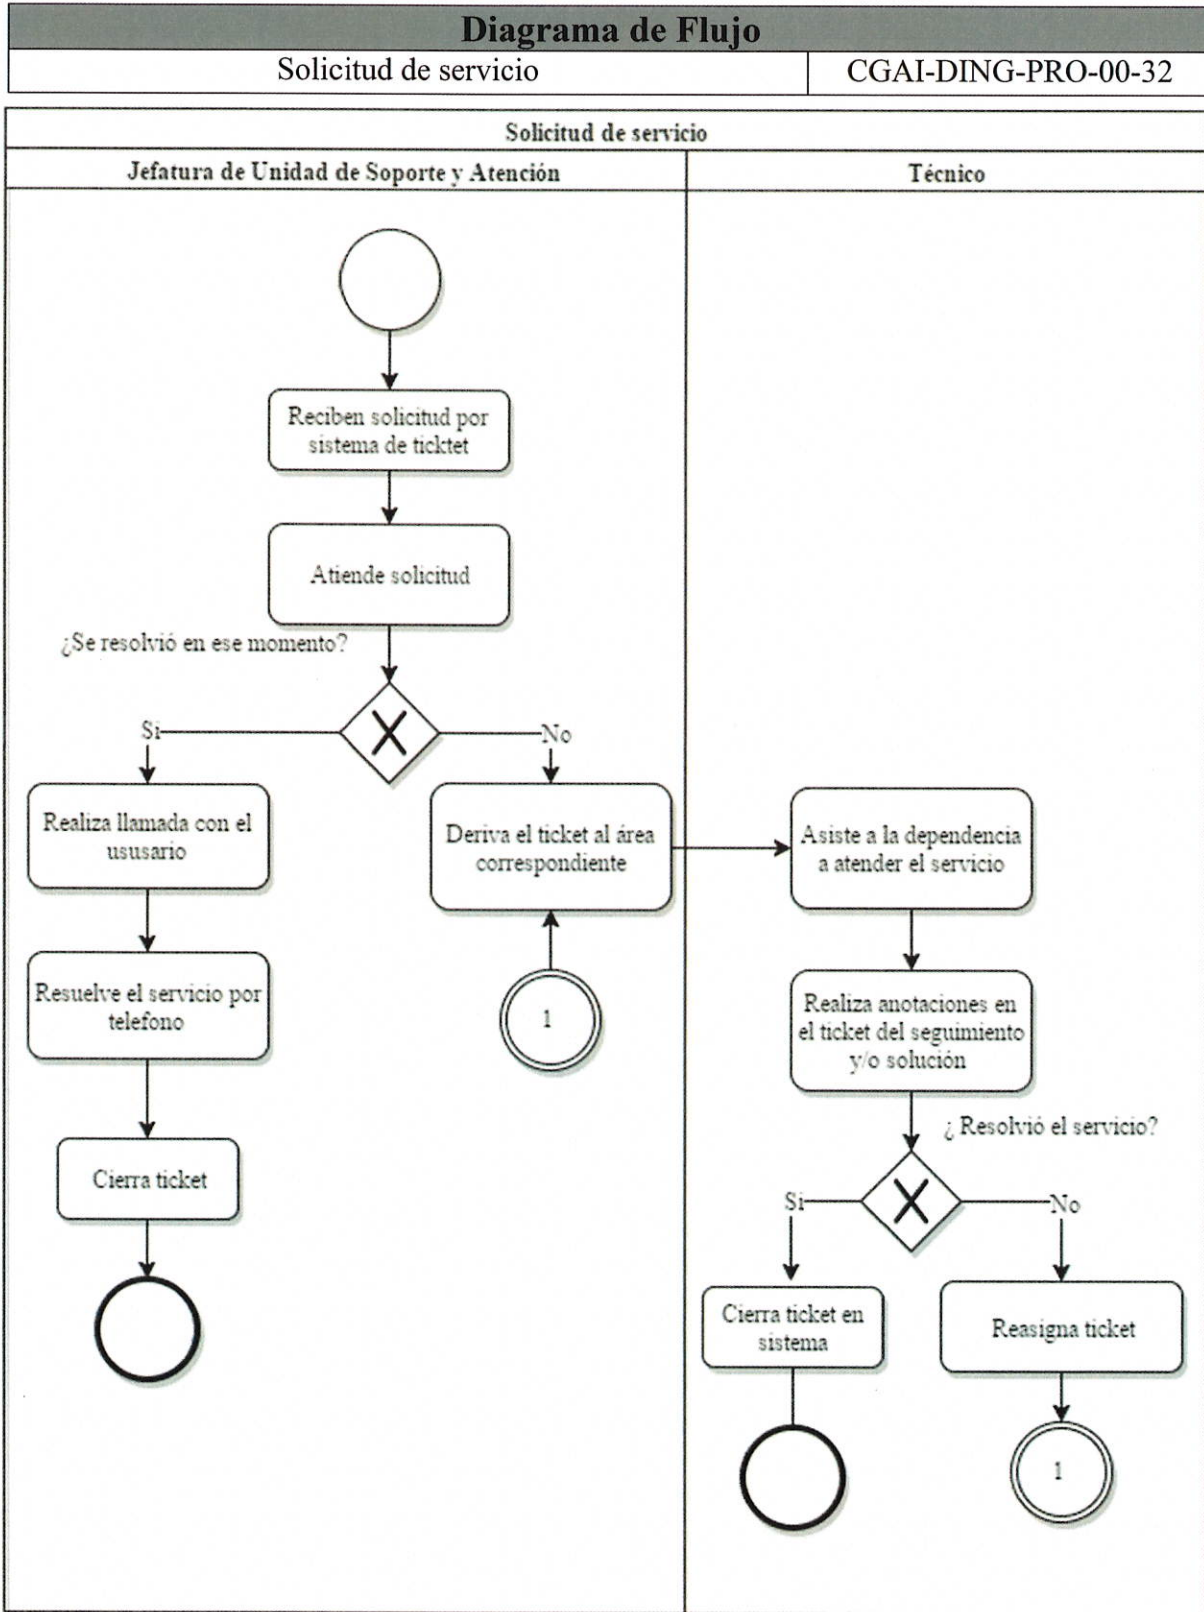 Diagrama de Flujo
Solicitud de servicio
CGAI-DING-PRO-00-32
Solicitud de servicio
Jefatura de Unidad de Soporte y Atención
Técnico
Reciben solicitud por
sistema de ticktet
Atiende solicitud
¿Se resolvió en ese momento?
Si
No
Realiza llamada con el
ususario
Deriva el ticket al área
correspondiente
Asiste a la dependencia
a atender el servicio
Resuelve el servicio por
telefono
1
Realiza anotaciones en
el ticket del seguimiento
y/o solución
Cierra ticket
¿ Resolvió el servicio?
Si
No
Cierra ticket en
sistema
Reasigna ticket
1